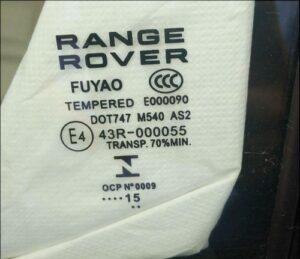 RANGE
ROVER
FUYAO CCC
TEMPERED E000090
DOT747 M540 AS2
E4 43R-000055
TRANSP. 70%MIN.
OCP Nº0009
····15
··